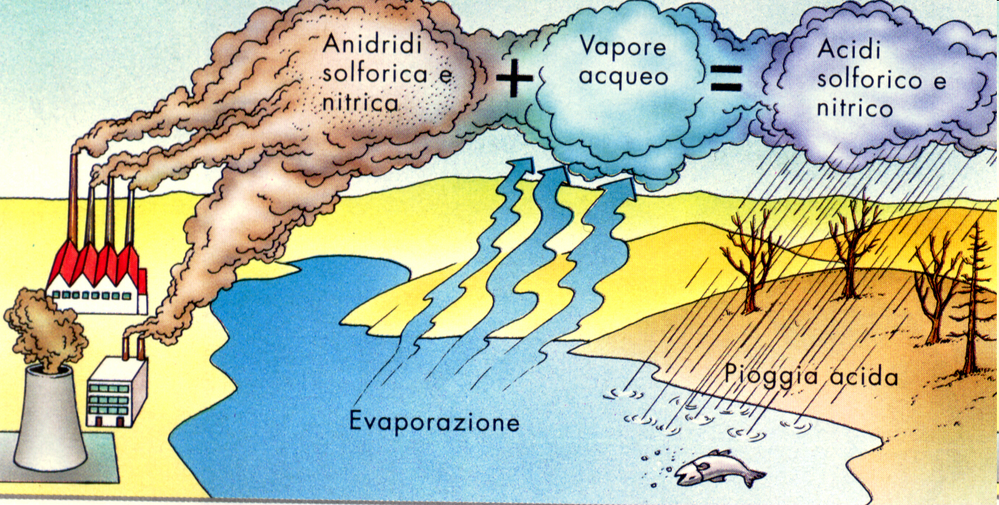 Anidridi
solforica e
nitrica
+
Vapore
acqueo
=
Acidi
solforico e
nitrico
Pioggia acida
Evaporazione